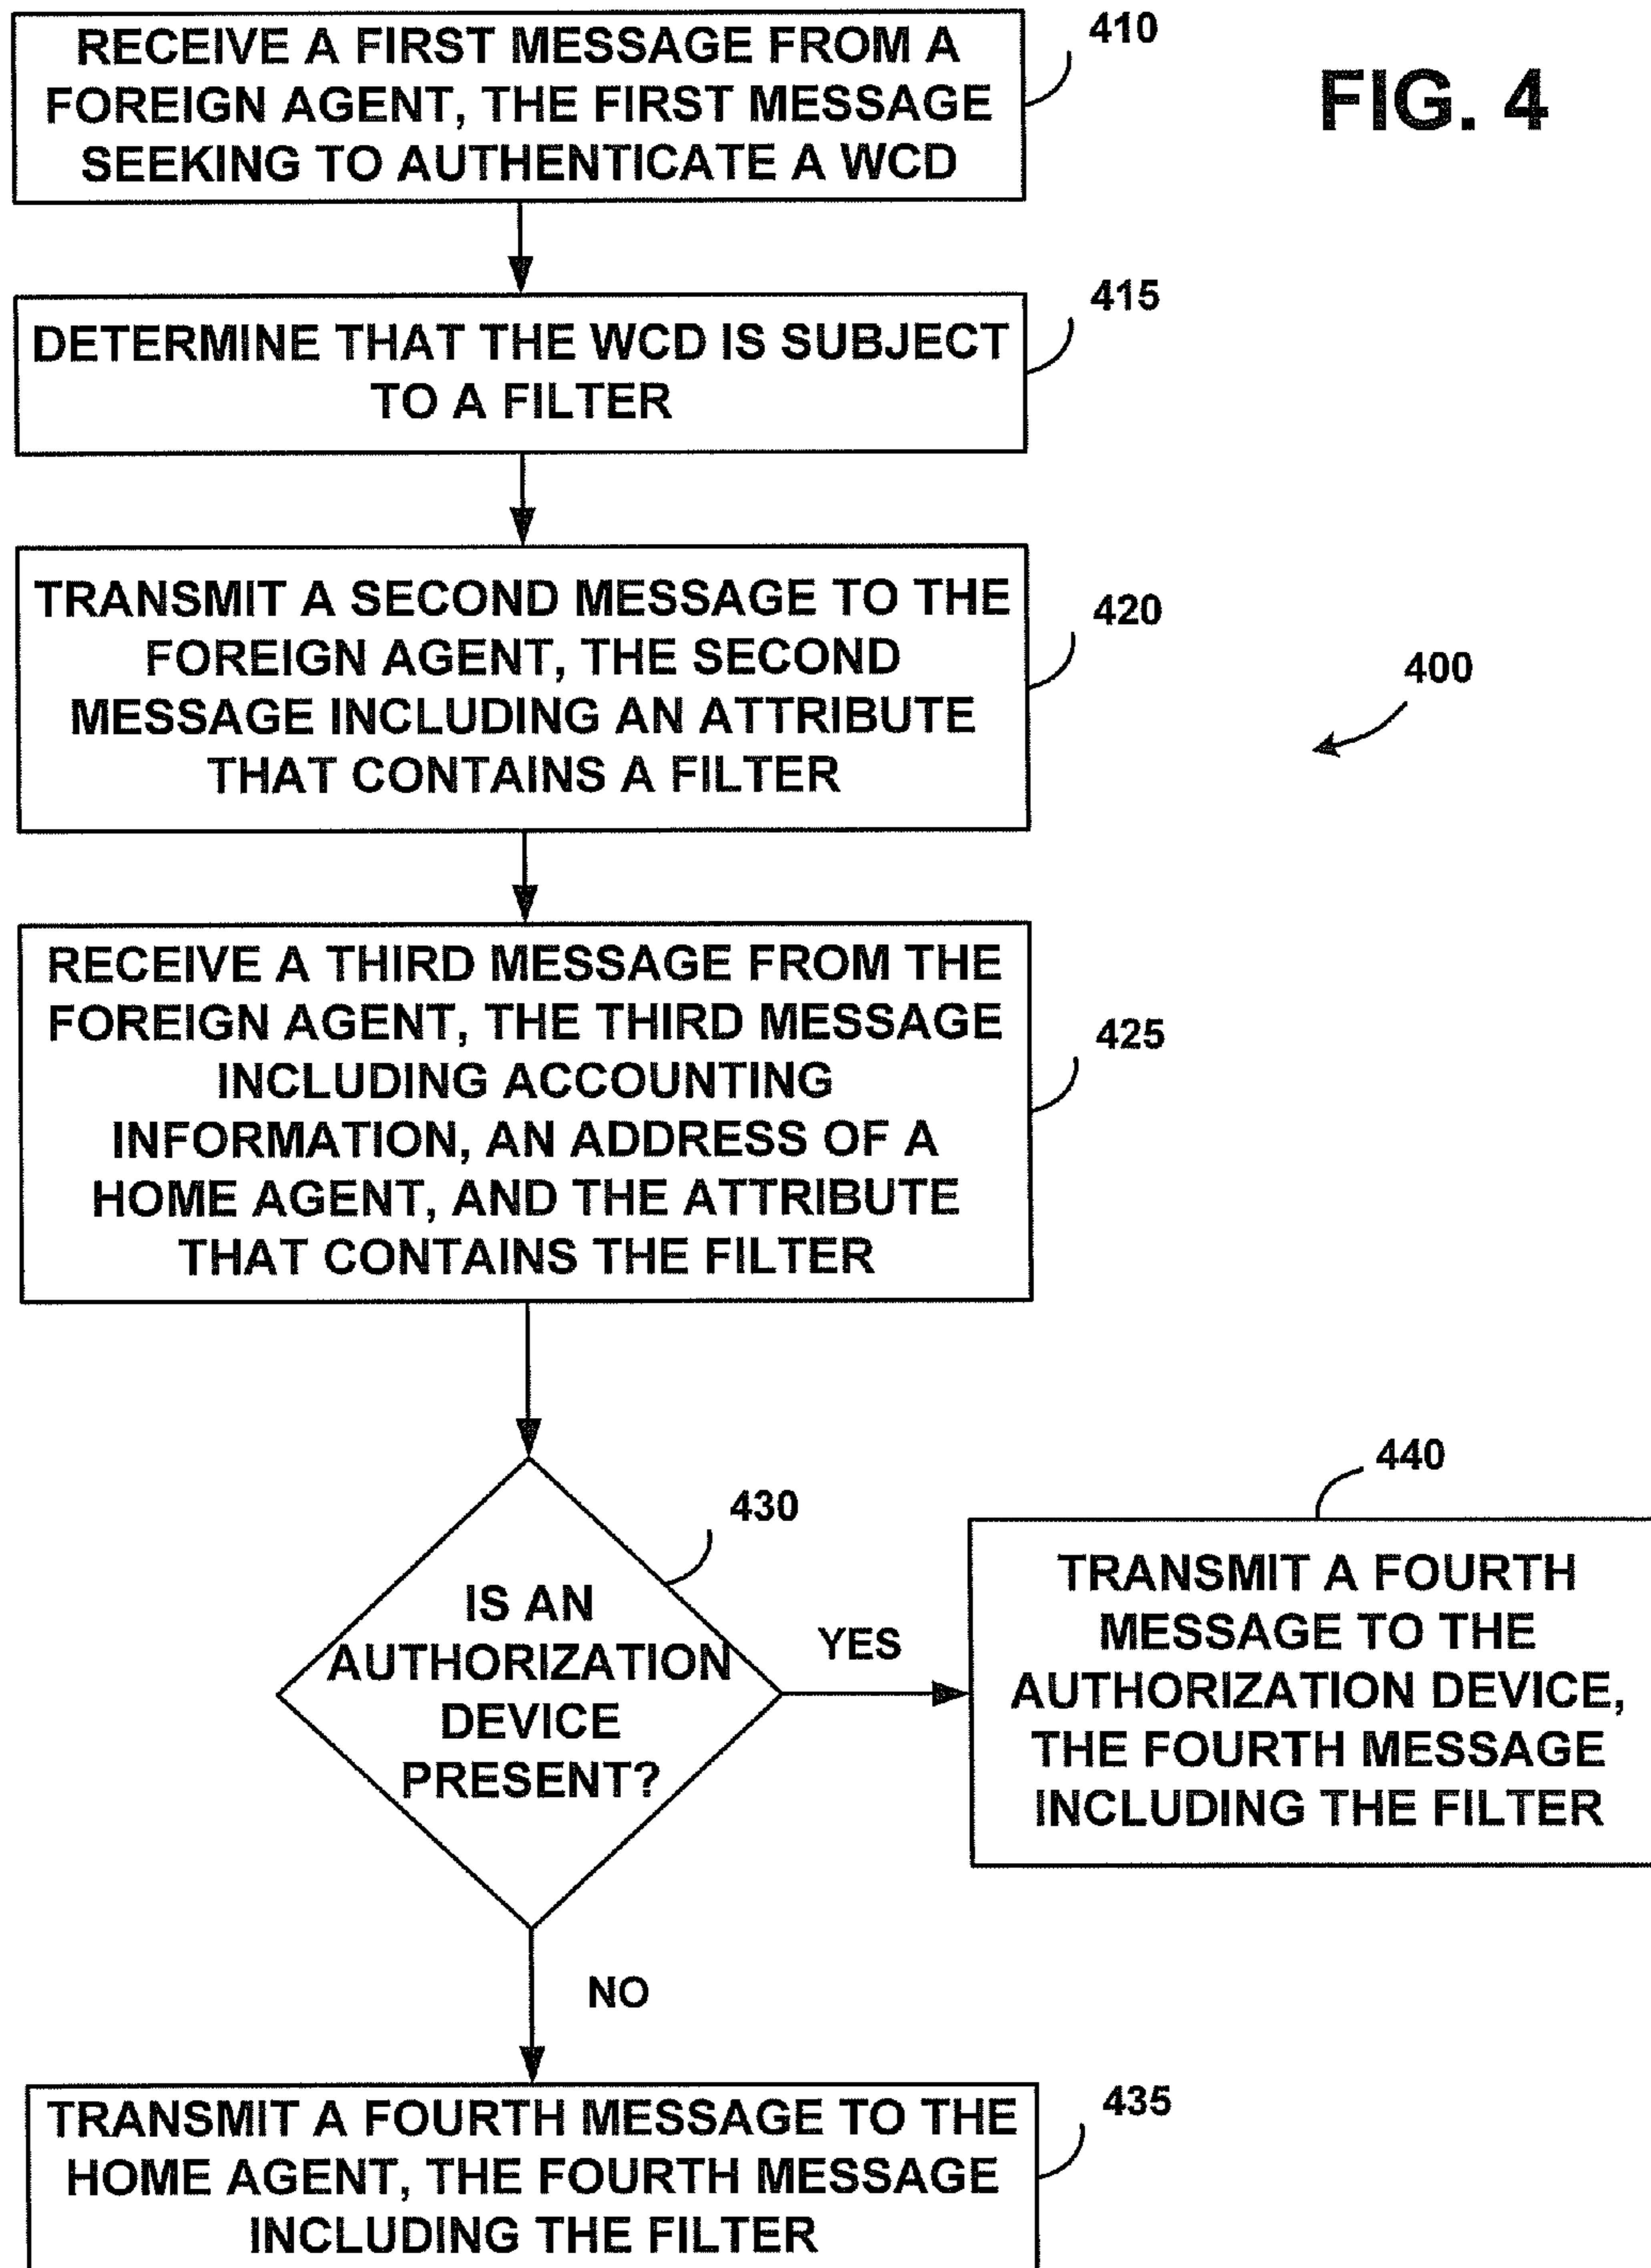 RECEIVE A FIRST MESSAGE FROM A
FOREIGN AGENT, THE FIRST MESSAGE
SEEKING TO AUTHENTICATE A WCD
410
FIG. 4
DETERMINE THAT THE WCD IS SUBJECT
TO A FILTER
415
TRANSMIT A SECOND MESSAGE TO THE
FOREIGN AGENT, THE SECOND
MESSAGE INCLUDING AN ATTRIBUTE
THAT CONTAINS A FILTER
420
400
RECEIVE A THIRD MESSAGE FROM THE
FOREIGN AGENT, THE THIRD MESSAGE
INCLUDING ACCOUNTING
INFORMATION, AN ADDRESS OF A
HOME AGENT, AND THE ATTRIBUTE
THAT CONTAINS THE FILTER
425
IS AN
AUTHORIZATION
DEVICE
PRESENT?
430
YES
TRANSMIT A FOURTH
MESSAGE TO THE
AUTHORIZATION DEVICE,
THE FOURTH MESSAGE
INCLUDING THE FILTER
440
NO
TRANSMIT A FOURTH MESSAGE TO THE
HOME AGENT, THE FOURTH MESSAGE
INCLUDING THE FILTER
435